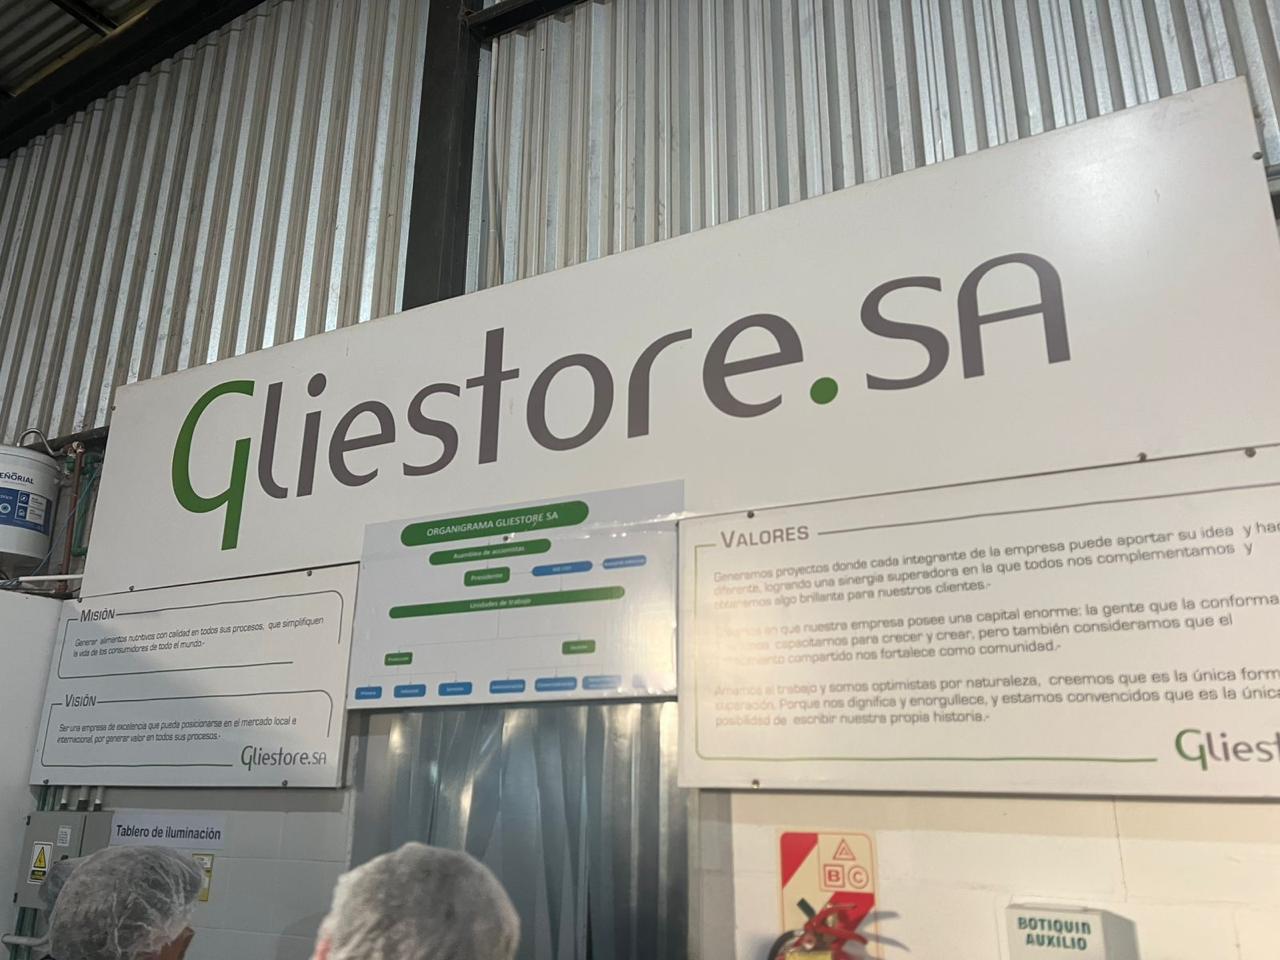 Gliestore.SA
ORGANIGRAMA GLIESTORE SA
Asamblea de accionistas
Presidente
Unidades de trabajo
MISIÓN
Generar alimentos nutritivos con calidad en todos sus procesos, que simplifiquen
la vida de los consumidores de todo el mundo.-
VISIÓN
Ser una empresa de excelencia que pueda posicionarse en el mercado local e
internacional, por generar valor en todos sus procesos.-
Gliestore.SA
VALORES
Generamos proyectos donde cada integrante de la empresa puede aportar su idea y
diferente, logrando una sinergia superadora en la que todos nos complementamos y
algo brillante para nuestros clientes.-
en que nuestra empresa posee una capital enorme: la gente que la conforma
capacitamos para crecer y crear, pero también consideramos que el
compartido nos fortalece como comunidad.-
al trabajo y somos optimistas por naturaleza, creemos que es la única
superación. Porque nos dignifica y enorgullece, y estamos convencidos que es la única
posibilidad de escribir nuestra propia historia.-
Gliest
Tablero de iluminación
A
B C
BOTIQUIN
AUXILIO